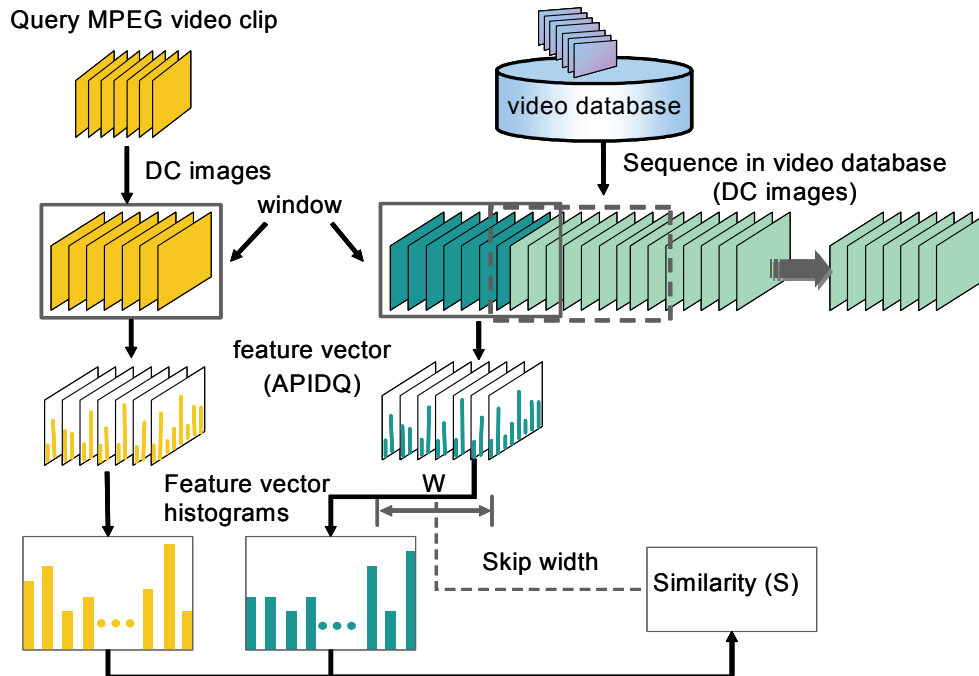 Query MPEG video clip
video database
DC images
Sequence in video database
(DC images)
window
feature vector
(APIDQ)
Feature vector
histograms
W
Skip width
Similarity (S)